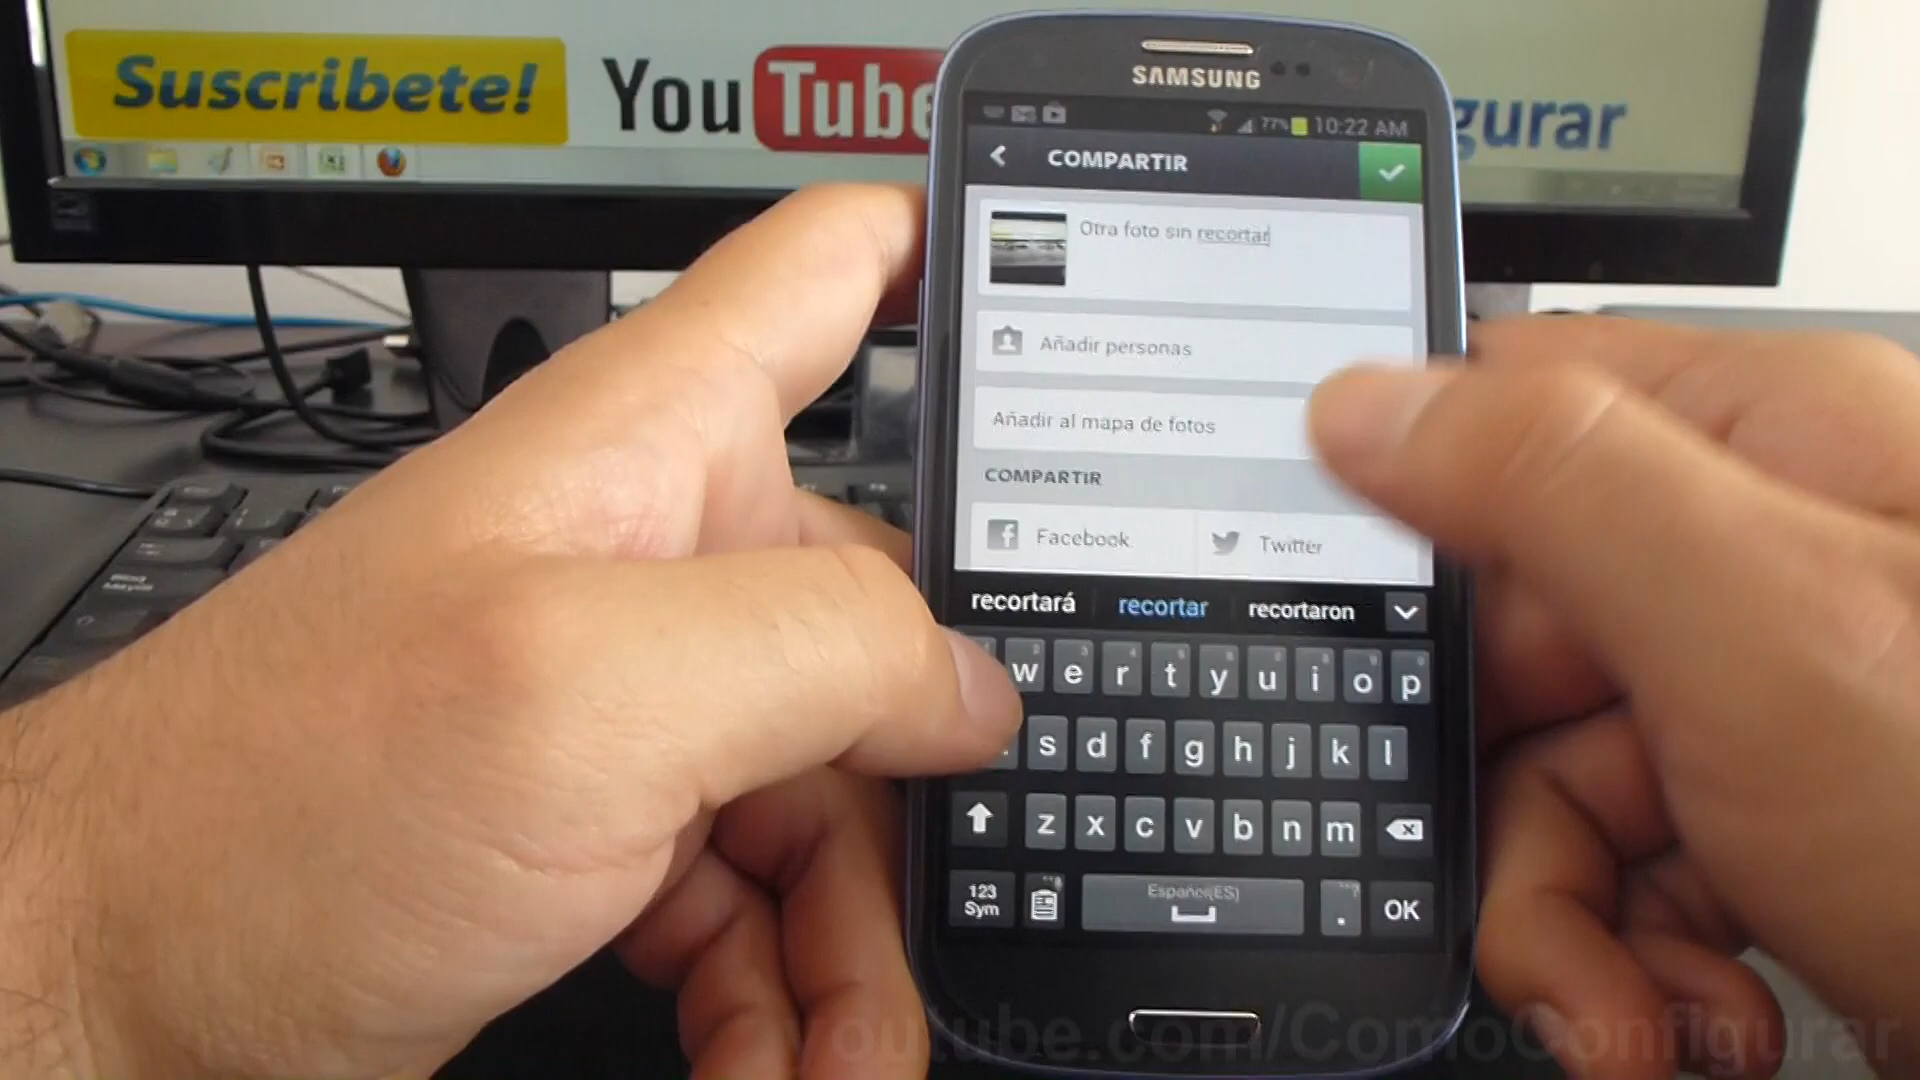 Suscribete!
YouTube
gurar
SAMSUNG
77% 10:22 AM
COMPARTIR
Otra foto sin recortar
Añadir personas
Añadir al mapa de fotos
COMPARTIR
Facebook
Twitter
recortará recortar recortaron
w e r t y u i o p
s d f g h j k l
z x c v b n m
123
Sym
Español(ES)
. OK
youtube.com/ComoConfigurar